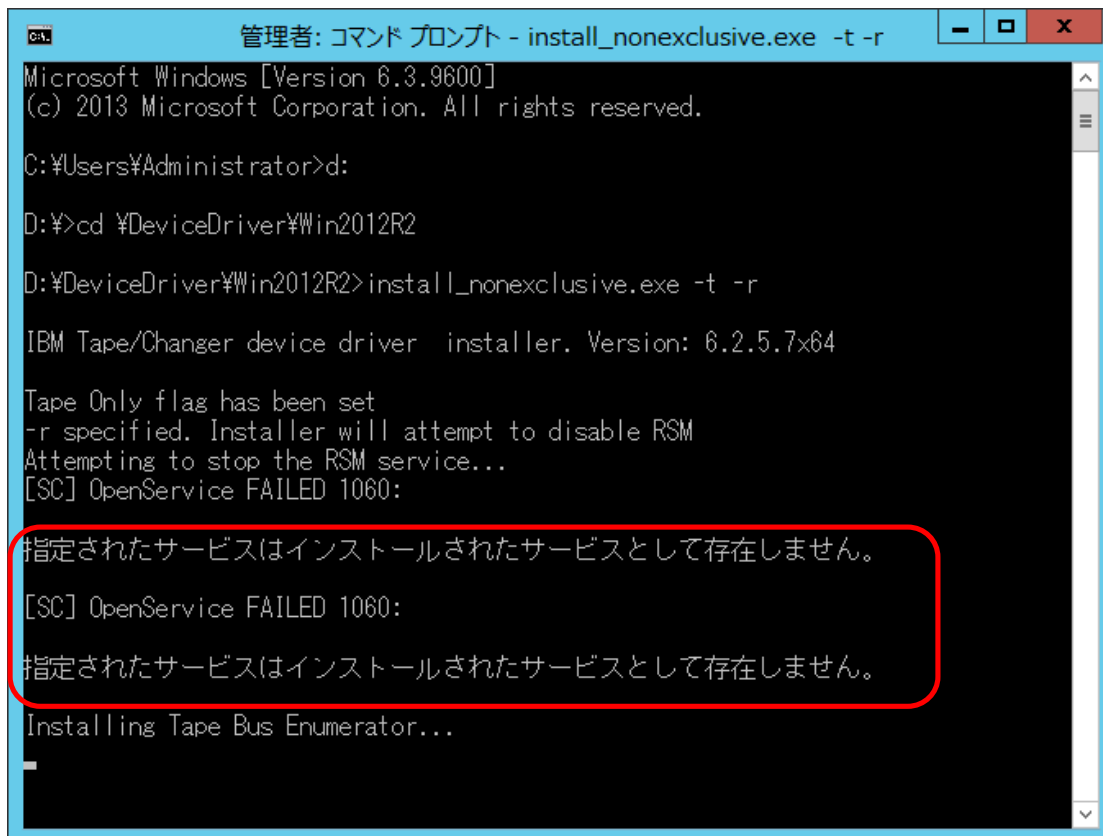 管理者: コマンド プロンプト - install_nonexclusive.exe -t -r
Microsoft Windows [Version 6.3.9600]
(c) 2013 Microsoft Corporation. All rights reserved.
C:¥Users¥Administrator>d:
D:¥>cd ¥DeviceDriver¥Win2012R2
D:¥DeviceDriver¥Win2012R2>install_nonexclusive.exe -t -r
IBM Tape/Changer device driver  installer. Version: 6.2.5.7x64
Tape Only flag has been set
-r specified. Installer will attempt to disable RSM
Attempting to stop the RSM service...
[SC] OpenService FAILED 1060:
指定されたサービスはインストールされたサービスとして存在しません。
[SC] OpenService FAILED 1060:
指定されたサービスはインストールされたサービスとして存在しません。
Installing Tape Bus Enumerator...